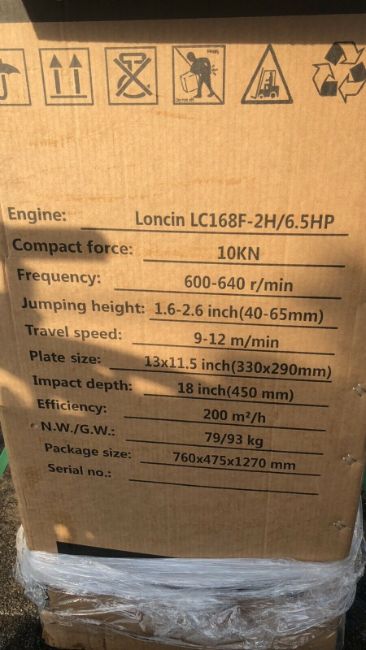 Engine: Loncin LC168F-2H/6.5HP
Compact force: 10KN
Frequency: 600-640 r/min
Jumping height: 1.6-2.6 inch(40-65mm)
Travel speed: 9-12 m/min
Plate size: 13x11.5 inch(330x290mm)
Impact depth: 18 inch(450 mm)
Efficiency: 200 m²/h
N.W./G.W.: 79/93 kg
Package size: 760x475x1270 mm
Serial no.: